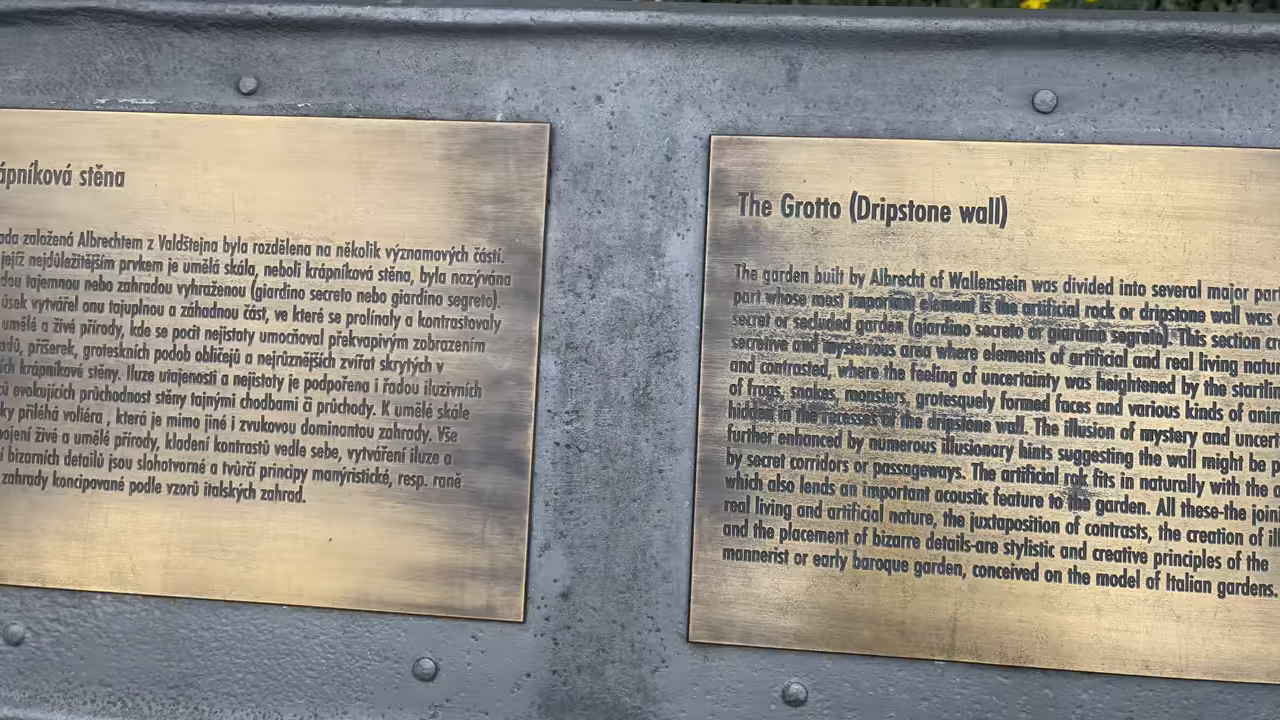 ápníková stěna
ada založená Albrechtem z Valdštejna byla rozdělena na několik významových částí.
jejíž nejdůležitějším prvkem je umělá skála, neboli krápníková stěna, byla nazývána
dou tajemnou nebo zahradou vyhraženou (giardino secreto nebo giardino segreto).
úsek vytvářel onu tajuplnou a záhadnou část, ve které se prolínaly a kontrastovaly
umělé a živé přírody, kde se pocit nejistoty umocňoval překvapivým zobrazením
adů, příšerek, groteskních podob obličejů a nejrůznějších zvířat skrytých v
ch krápníkové stěny. Iluze utajenosti a nejistoty je podpořena i řadou iluzivních
ů evokujících průchodnost stěny tajnými chodbami či průchody. K umělé skále
ky přiléhá voliéra , která je mimo jiné i zvukovou dominantou zahrady. Vše
ojení živé a umělé přírody, kladení kontrastů vedle sebe, vytváření iluze a
í bizarních detailů jsou slohotvorné a tvůrčí principy manýristické, resp. raně
zahrady koncipované podle vzorů italských zahrad.
The Grotto (Dripstone wall)
The garden built by Albrecht of Wallenstein was divided into several major par
part whose most important element is the artificial rock or dripstone wall was
secret or secluded garden (giardino secreto or giardino segreto). This section cr
secretive and mysterious area where elements of artificial and real living natur
and contrasted, where the feeling of uncertainty was heightened by the startlin
of frogs, snakes, monsters, grotesquely formed faces and various kinds of anim
hidden in the recesses of the dripstone wall. The illusion of mystery and uncert
further enhanced by numerous illusionary hints suggesting the wall might be p
by secret corridors or passageways. The artificial rok fits in naturally with the a
which also lends an important acoustic feature to the garden. All these-the join
real living and artificial nature, the juxtaposition of contrasts, the creation of ill
and the placement of bizarre details-are stylistic and creative principles of the
mannerist or early baroque garden, conceived on the model of Italian gardens.